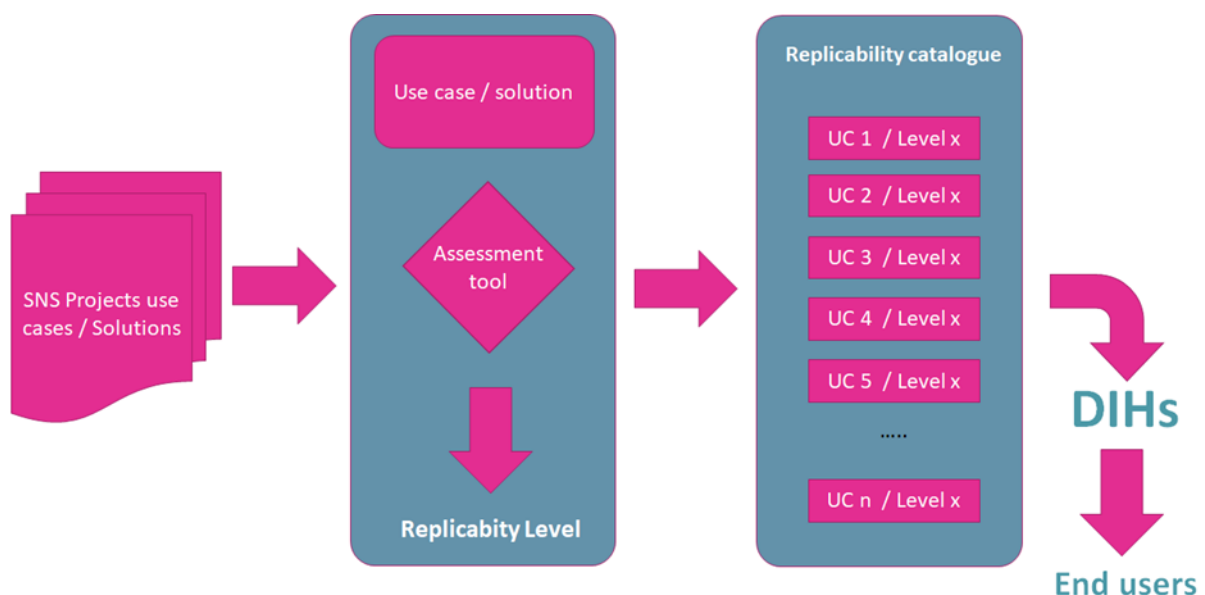 SNS Projects use
cases / Solutions
Use case / solution
Assessment
tool
Replicabity Level
Replicability catalogue
UC 1 / Level x
UC 2 / Level x
UC 3 / Level x
UC 4 / Level x
UC 5 / Level x
.....
UC n / Level x
DIHs
End users